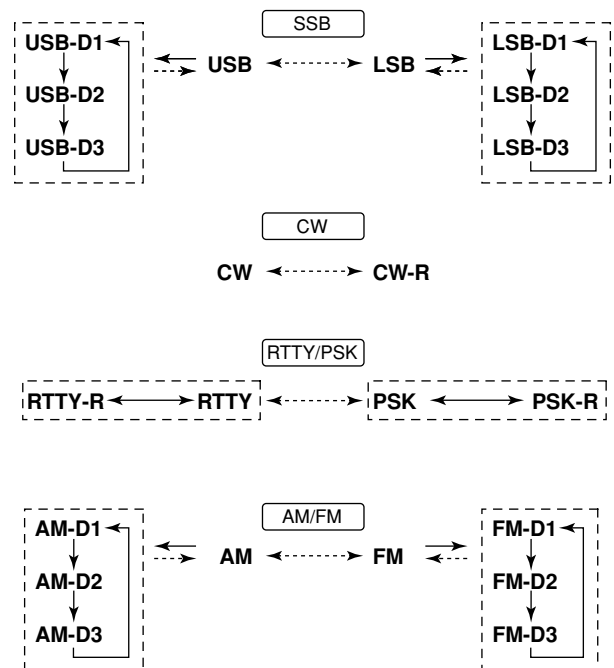 SSB
USB-D1
USB-D2
USB-D3
USB
LSB
LSB-D1
LSB-D2
LSB-D3
CW
CW
CW-R
RTTY/PSK
RTTY-R
RTTY
PSK
PSK-R
AM/FM
AM-D1
AM-D2
AM-D3
AM
FM
FM-D1
FM-D2
FM-D3